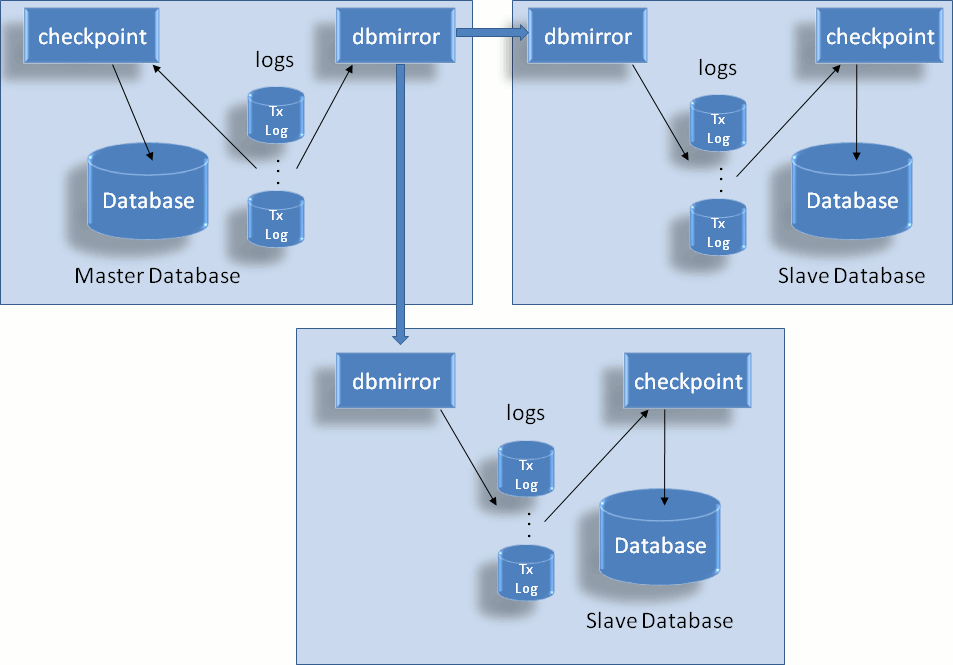 checkpoint
dbmirror
logs
Tx
Log
Tx
Log
Database
Master Database
dbmirror
checkpoint
logs
Tx
Log
Tx
Log
Database
Slave Database
dbmirror
checkpoint
logs
Tx
Log
Tx
Log
Database
Slave Database